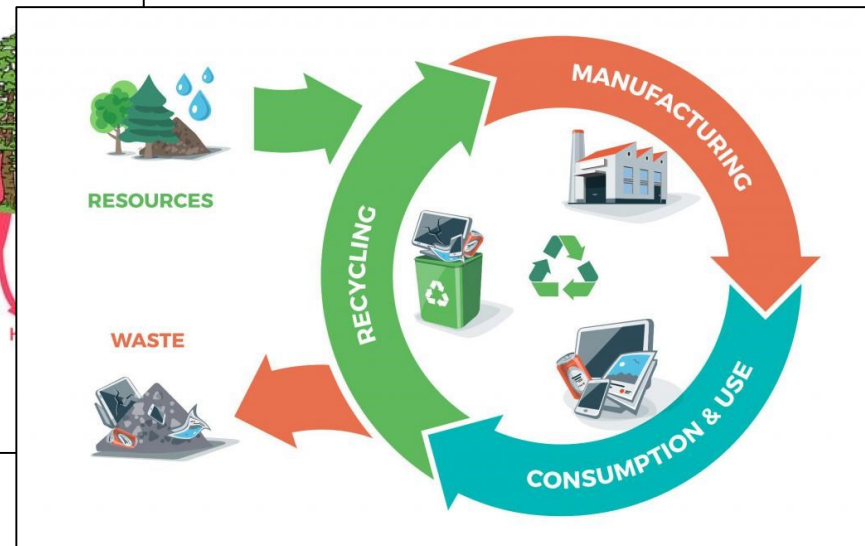 RESOURCES
WASTE
RECYCLING
MANUFACTURING
CONSUMPTION & USE